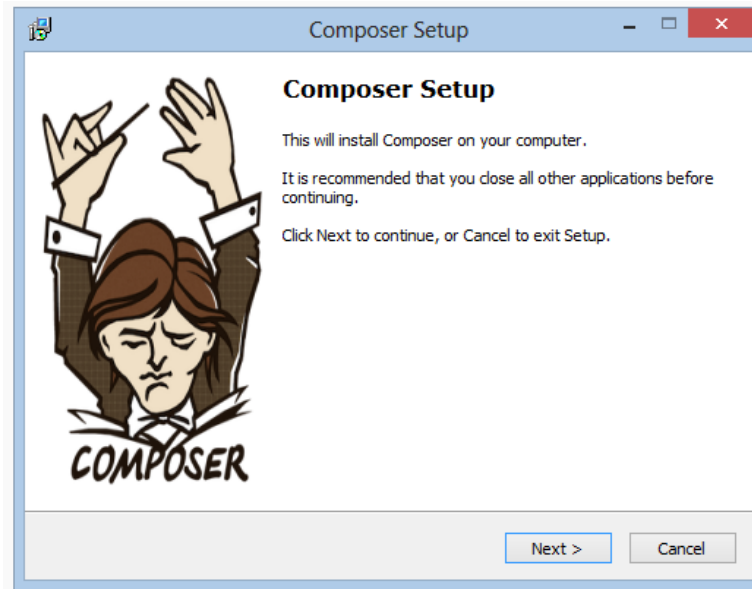 Composer Setup
Composer Setup
This will install Composer on your computer.
It is recommended that you close all other applications before
continuing.
Click Next to continue, or Cancel to exit Setup.
COMPOSER
Next >
Cancel